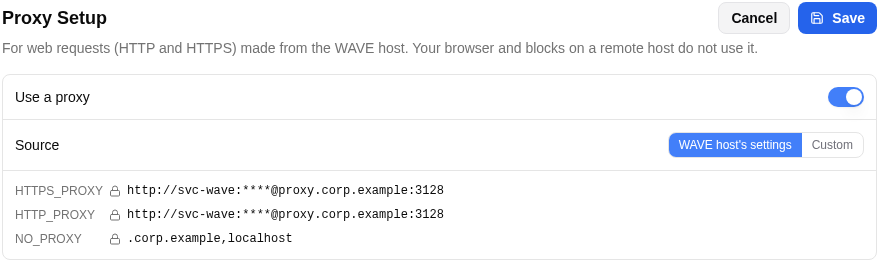 Proxy Setup
Cancel
Save
For web requests (HTTP and HTTPS) made from the WAVE host. Your browser and blocks on a remote host do not use it.
Use a proxy
Source
WAVE host's settings
Custom
HTTPS_PROXY http://svc-wave:****@proxy.corp.example:3128
HTTP_PROXY http://svc-wave:****@proxy.corp.example:3128
NO_PROXY .corp.example,localhost